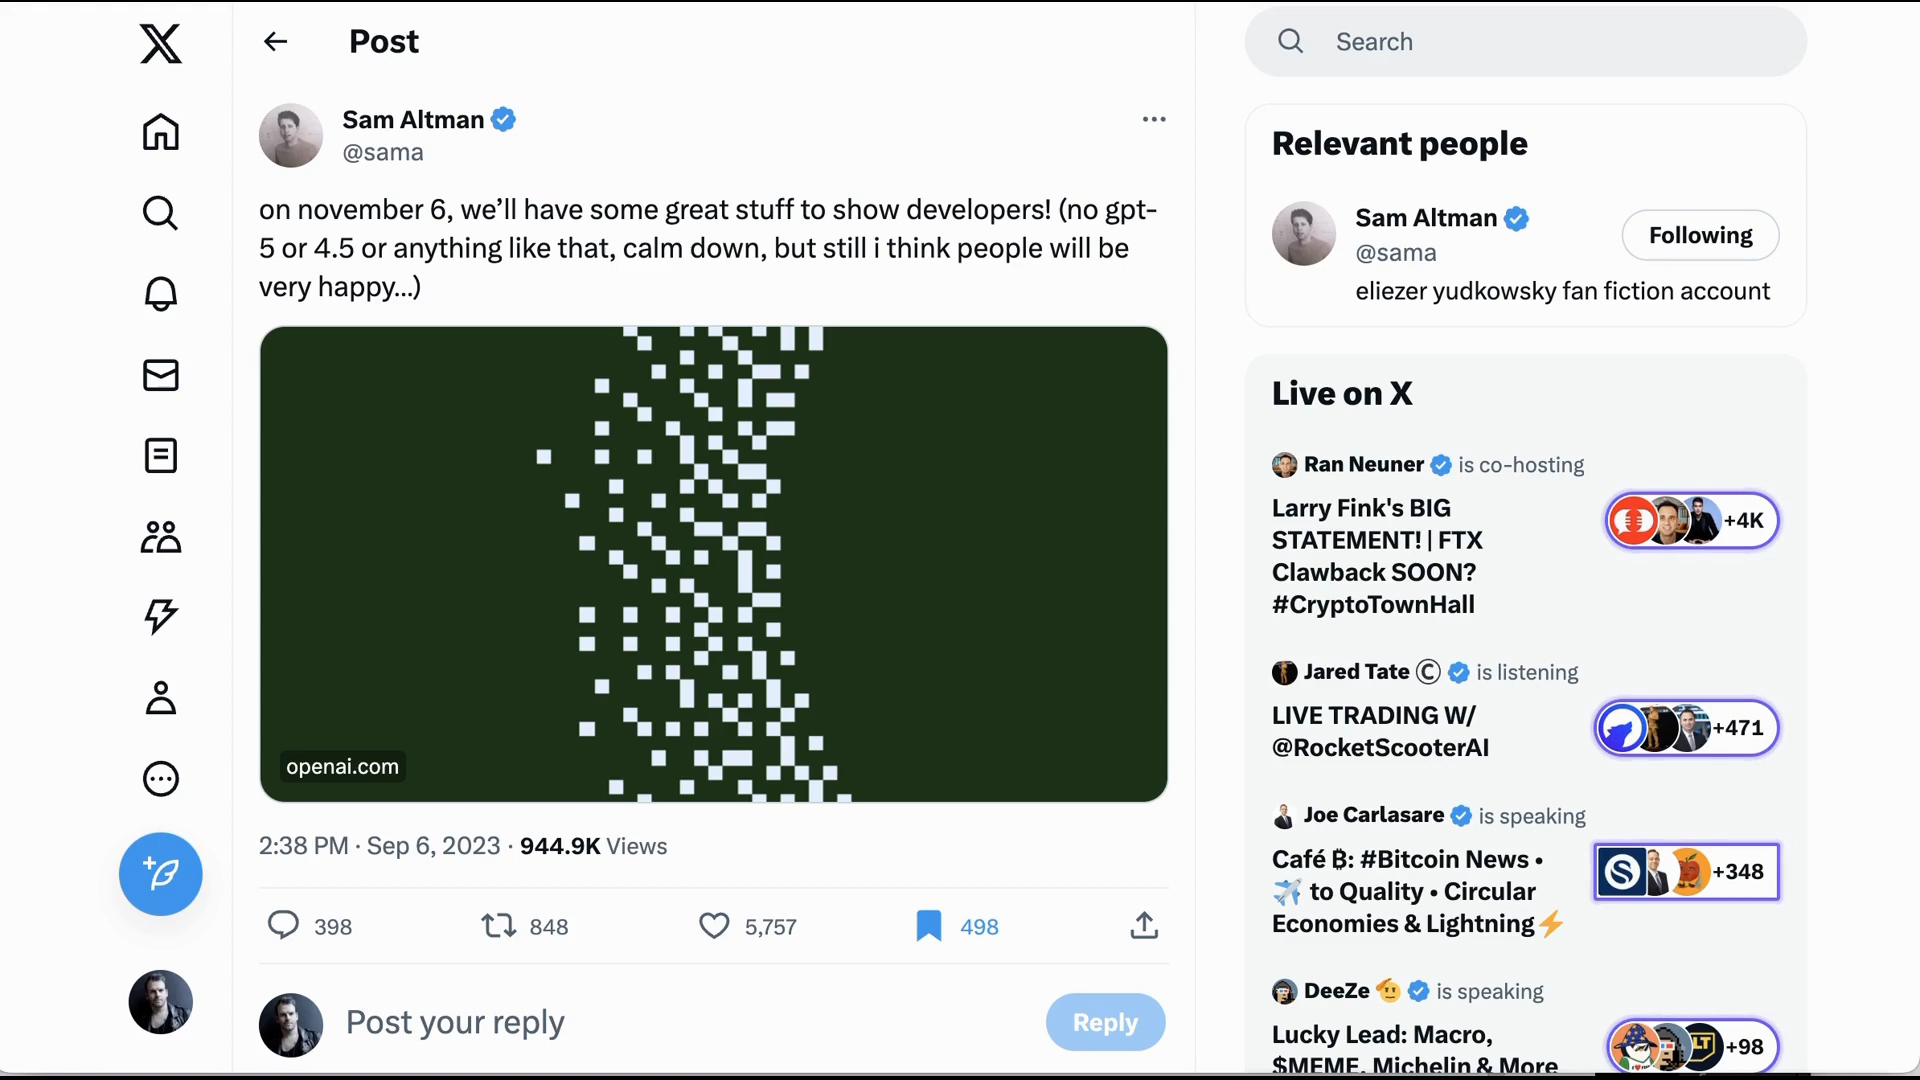 Post
Sam Altman
@sama
on november 6, we’ll have some great stuff to show developers! (no gpt-
5 or 4.5 or anything like that, calm down, but still i think people will be
very happy...)
openai.com
2:38 PM · Sep 6, 2023 · 944.9K Views
398
848
5,757
498
Post your reply
Reply
Search
Relevant people
Sam Altman
@sama
Following
eliezer yudkowsky fan fiction account
Live on X
Ran Neuner is co-hosting
Larry Fink's BIG
STATEMENT! | FTX
Clawback SOON?
#CryptoTownHall
+4K
Jared Tate © is listening
LIVE TRADING W/
@RocketScooterAI
+471
Joe Carlasare is speaking
Café ₿: #Bitcoin News •
✈️ to Quality • Circular
Economies & Lightning⚡
+348
DeeZe 🫡 is speaking
Lucky Lead: Macro,
$MEME, Michelin & More
LT
+98